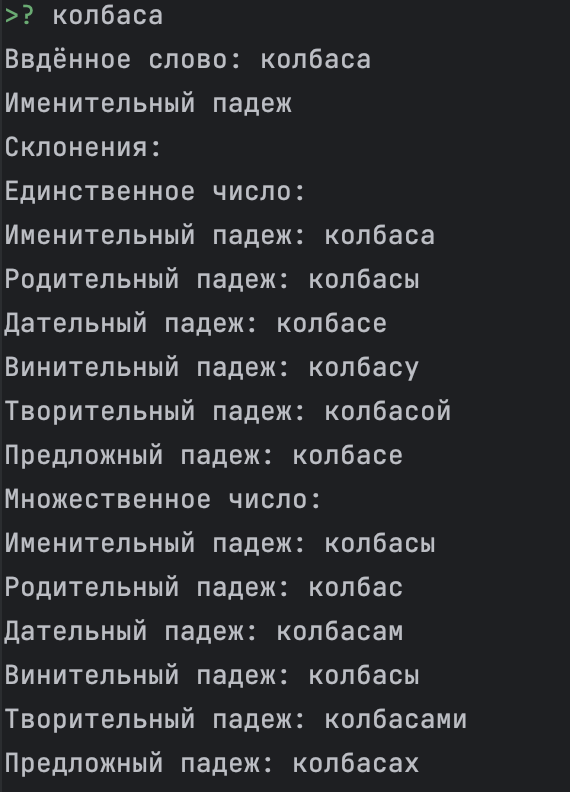 >? колбаса
Ввдённое слово: колбаса
Именительный падеж
Склонения:
Единственное число:
Именительный падеж: колбаса
Родительный падеж: колбасы
Дательный падеж: колбасе
Винительный падеж: колбасу
Творительный падеж: колбасой
Предложный падеж: колбасе
Множественное число:
Именительный падеж: колбасы
Родительный падеж: колбас
Дательный падеж: колбасам
Винительный падеж: колбасы
Творительный падеж: колбасами
Предложный падеж: колбасах